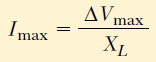 I_max = ΔV_max / X_L